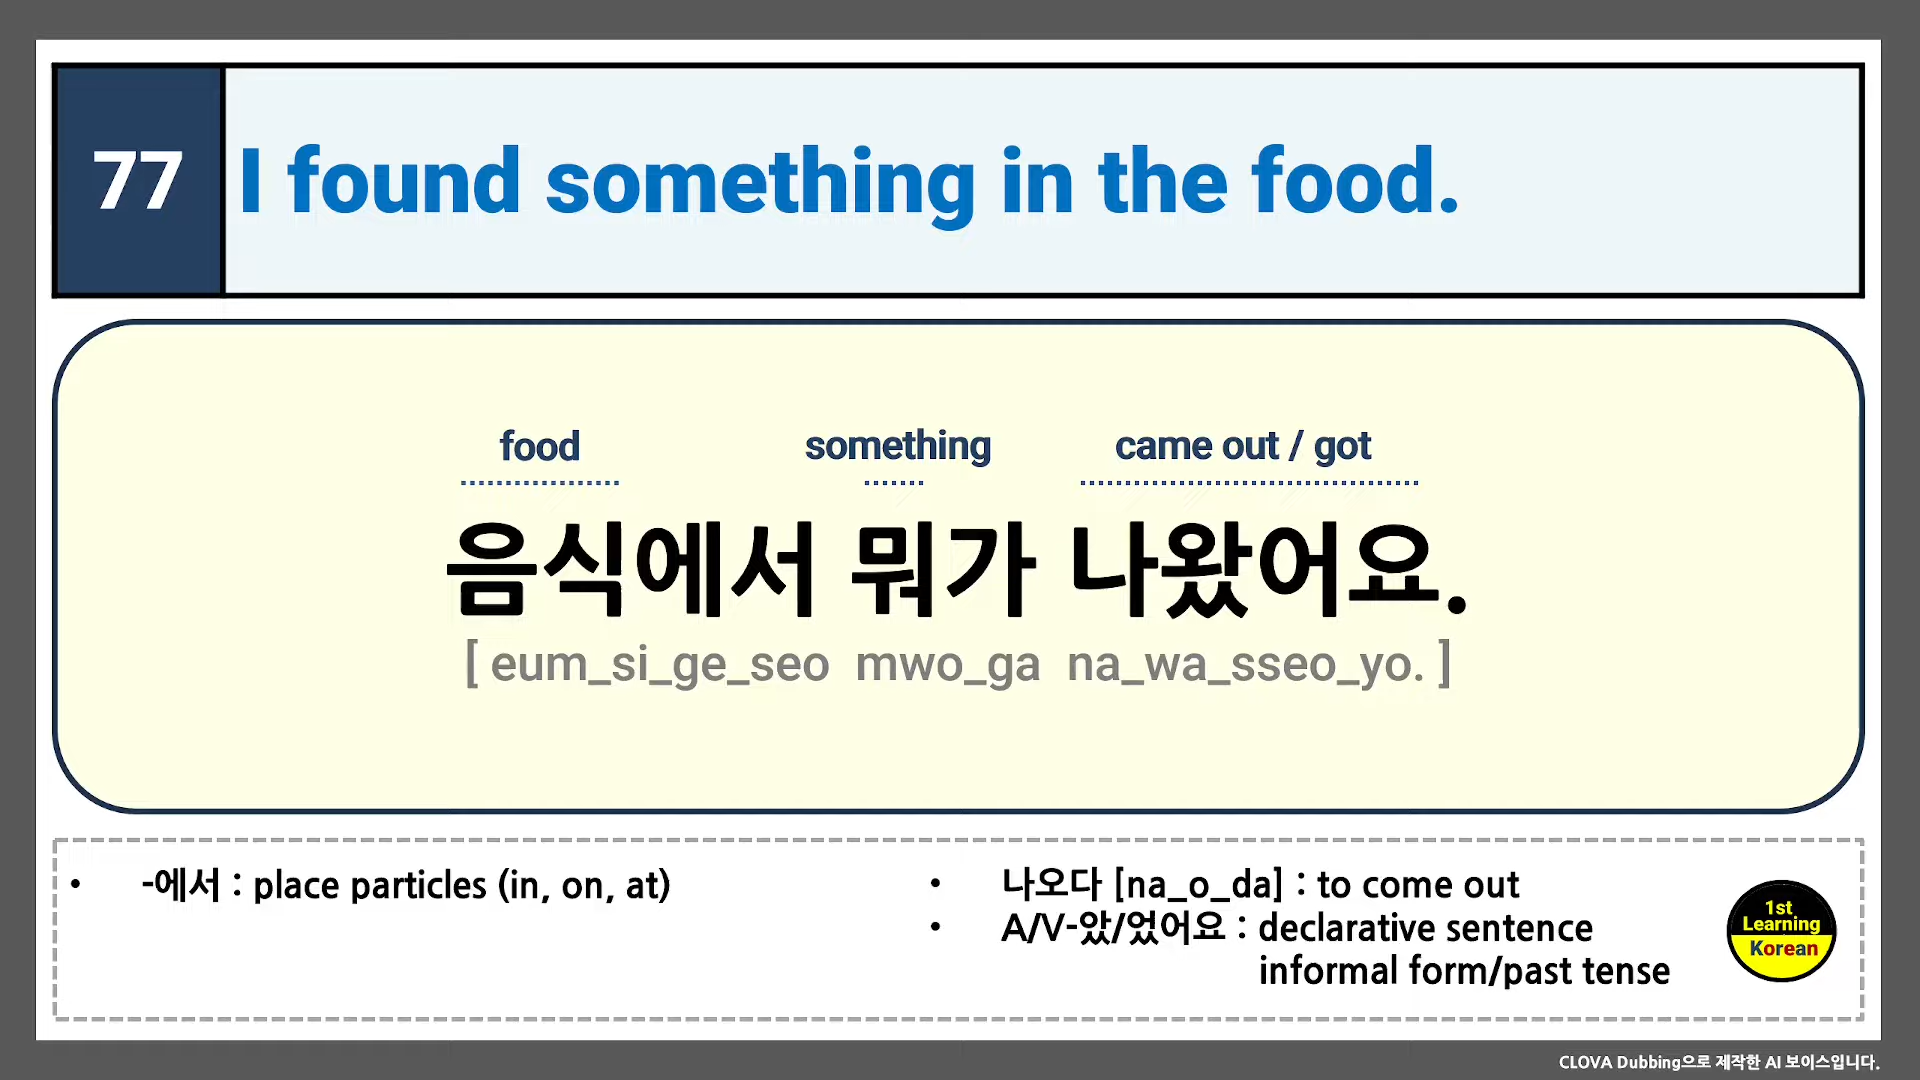 77
I found something in the food.
food something came out / got
음식에서 뭐가 나왔어요.
[ eum_si_ge_seo mwo_ga na_wa_sseo_yo. ]
• -에서 : place particles (in, on, at)
• 나오다 [na_o_da] : to come out
• A/V-았/었어요 : declarative sentence
informal form/past tense
1st
Learning
Korean
CLOVA Dubbing으로 제작한 AI 보이스입니다.